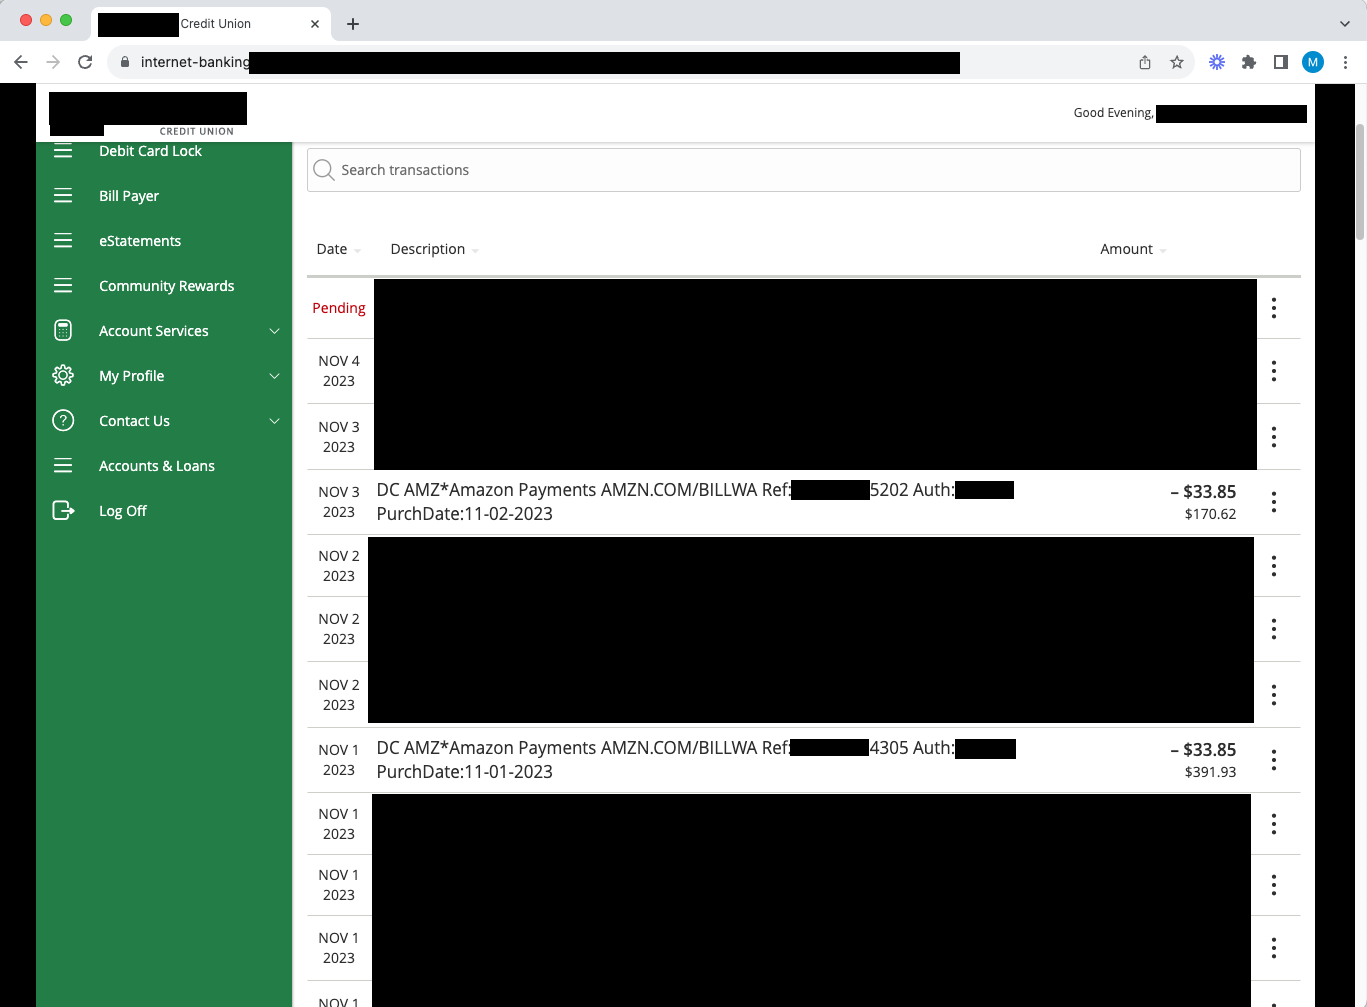 Credit Union
internet-banking
M
CREDIT UNION
Good Evening,
Debit Card Lock
Bill Payer
eStatements
Community Rewards
Account Services
My Profile
? Contact Us
Accounts & Loans
Log Off
Search transactions
Date Description Amount
Pending
NOV 4
2023
NOV 3
2023
NOV 3
2023
DC AMZ*Amazon Payments AMZN.COM/BILLWA Ref: 5202 Auth:
PurchDate:11-02-2023
– $33.85
$170.62
NOV 2
2023
NOV 2
2023
NOV 2
2023
NOV 1
2023
DC AMZ*Amazon Payments AMZN.COM/BILLWA Ref: 4305 Auth:
PurchDate:11-01-2023
– $33.85
$391.93
NOV 1
2023
NOV 1
2023
NOV 1
2023
NOV 1